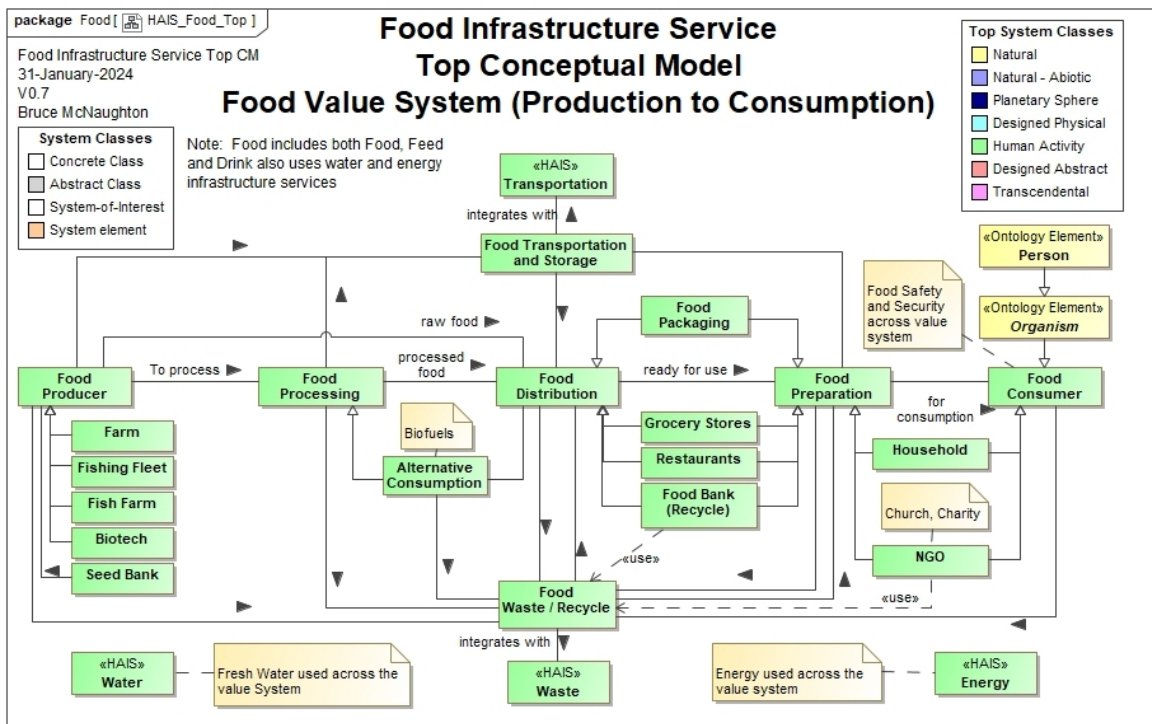 package Food [ HAIS_Food_Top ]
Food Infrastructure Service
Top Conceptual Model
Food Value System (Production to Consumption)
Food Infrastructure Service Top CM
31-January-2024
V0.7
Bruce McNaughton
System Classes
Concrete Class
Abstract Class
System-of-Interest
System element
Note: Food includes both Food, Feed
and Drink also uses water and energy
infrastructure services
Top System Classes
Natural
Natural - Abiotic
Planetary Sphere
Designed Physical
Human Activity
Designed Abstract
Transcendental
«HAIS»
Transportation
integrates with
Food Transportation
and Storage
«Ontology Element»
Person
«Ontology Element»
Organism
Food Safety
and Security
across value
system
Food
Packaging
raw food
To process
processed
food
ready for use
for
consumption
Food
Producer
Food
Processing
Food
Distribution
Food
Preparation
Food
Consumer
Farm
Fishing Fleet
Fish Farm
Biotech
Seed Bank
Biofuels
Alternative
Consumption
Grocery Stores
Restaurants
Food Bank
(Recycle)
Household
Church, Charity
NGO
«use»
«use»
Food
Waste / Recycle
integrates with
«HAIS»
Water
Fresh Water used across the
value System
«HAIS»
Waste
Energy used across the
value system
«HAIS»
Energy